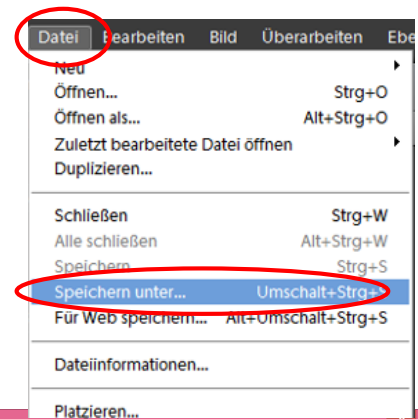 Datei Bearbeiten Bild Überarbeiten Ebe
Neu
Öffnen... Strg+O
Öffnen als... Alt+Strg+O
Zuletzt bearbeitete Datei öffnen
Duplizieren...
Schließen Strg+W
Alle schließen Alt+Strg+W
Speichern Strg+S
Speichern unter... Umschalt+Strg+S
Für Web speichern... Alt+Umschalt+Strg+S
Dateiinformationen...
Platzieren...